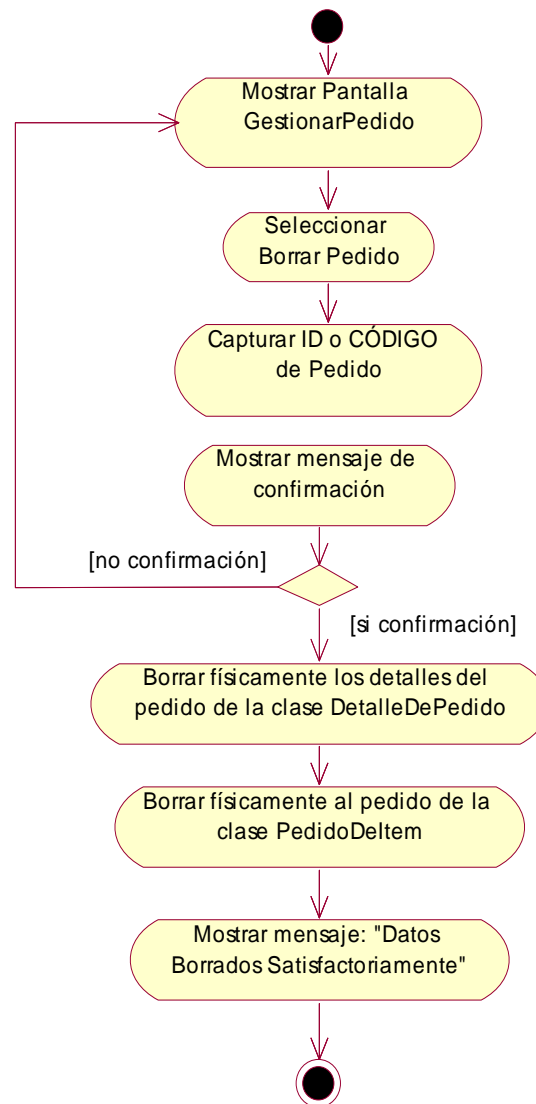 Mostrar Pantalla
GestionarPedido
Seleccionar
Borrar Pedido
Capturar ID o CÓDIGO
de Pedido
Mostrar mensaje de
confirmación
[no confirmación]
[si confirmación]
Borrar físicamente los detalles del
pedido de la clase DetalleDePedido
Borrar físicamente al pedido de la
clase PedidoDeItem
Mostrar mensaje: "Datos
Borrados Satisfactoriamente"